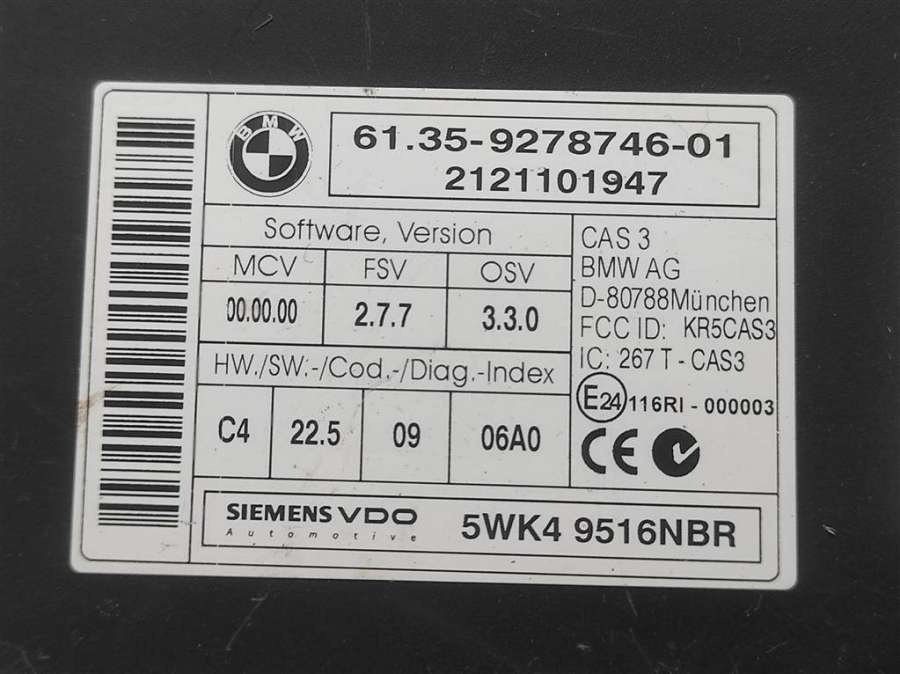 BMW
61.35-9278746-01
2121101947
Software, Version
MCV FSV OSV
00.00.00 2.7.7 3.3.0
HW./SW.-/Cod.-/Diag.-Index
C4 22.5 09 06A0
CAS 3
BMW AG
D-80788München
FCC ID: KR5CAS3
IC: 267 T - CAS3
E24 116RI - 000003
CE
SIEMENS VDO
Automotive
5WK4 9516NBR